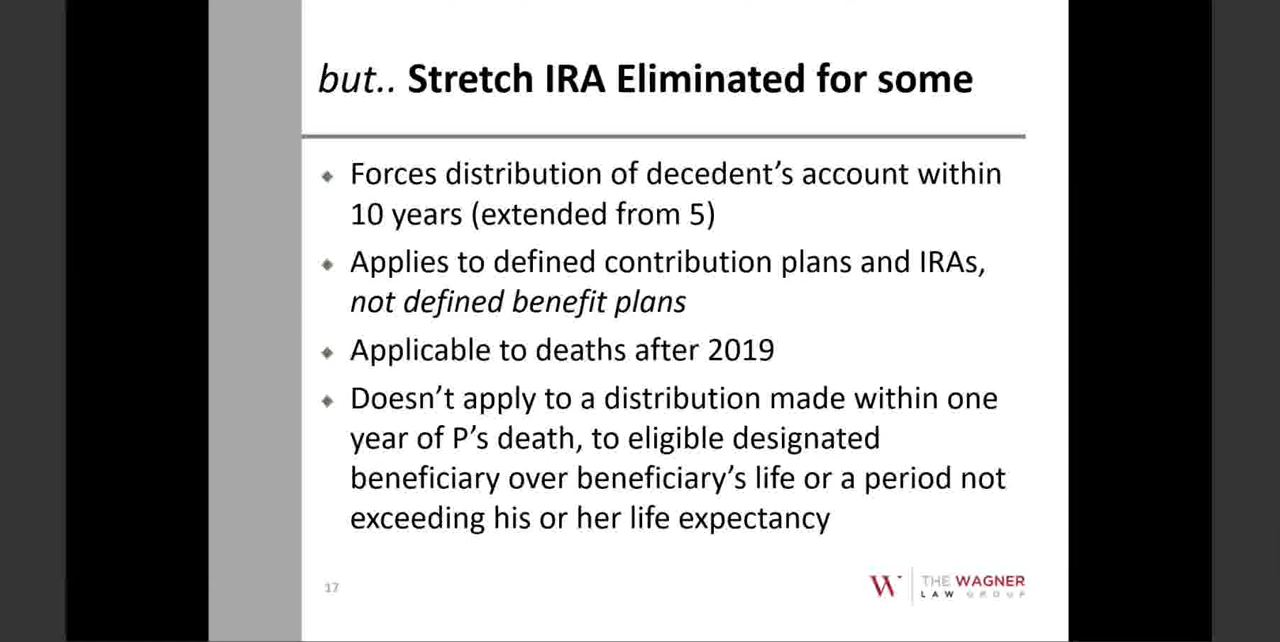 but.. Stretch IRA Eliminated for some
Forces distribution of decedent's account within
10 years (extended from 5)
Applies to defined contribution plans and IRAs,
not defined benefit plans
Applicable to deaths after 2019
Doesn't apply to a distribution made within one
year of P's death, to eligible designated
beneficiary over beneficiary's life or a period not
exceeding his or her life expectancy
17
W
THE WAGNER
LAW GROUP